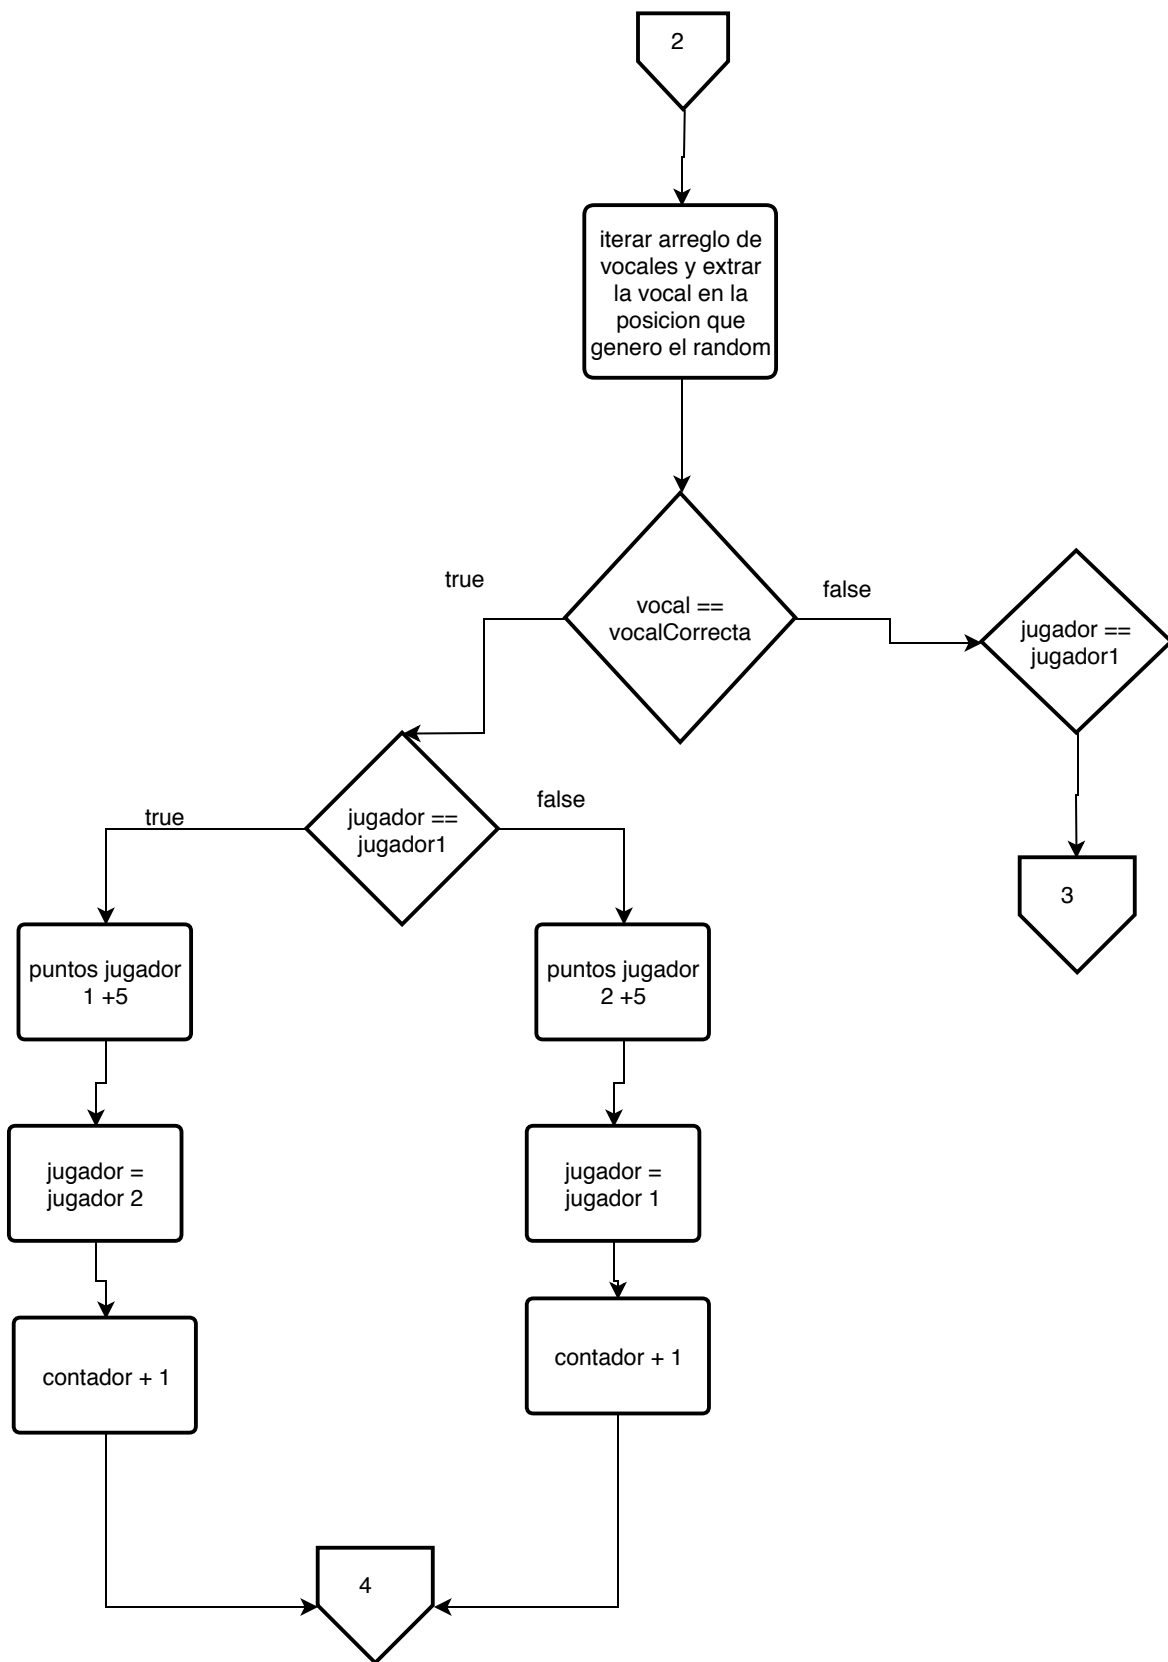 2
iterar arreglo de
vocales y extrar
la vocal en la
posicion que
genero el random
true
vocal ==
vocalCorrecta
false
jugador ==
jugador1
true
jugador ==
jugador1
false
3
puntos jugador
1 +5
puntos jugador
2 +5
jugador =
jugador 2
jugador =
jugador 1
contador + 1
contador + 1
4